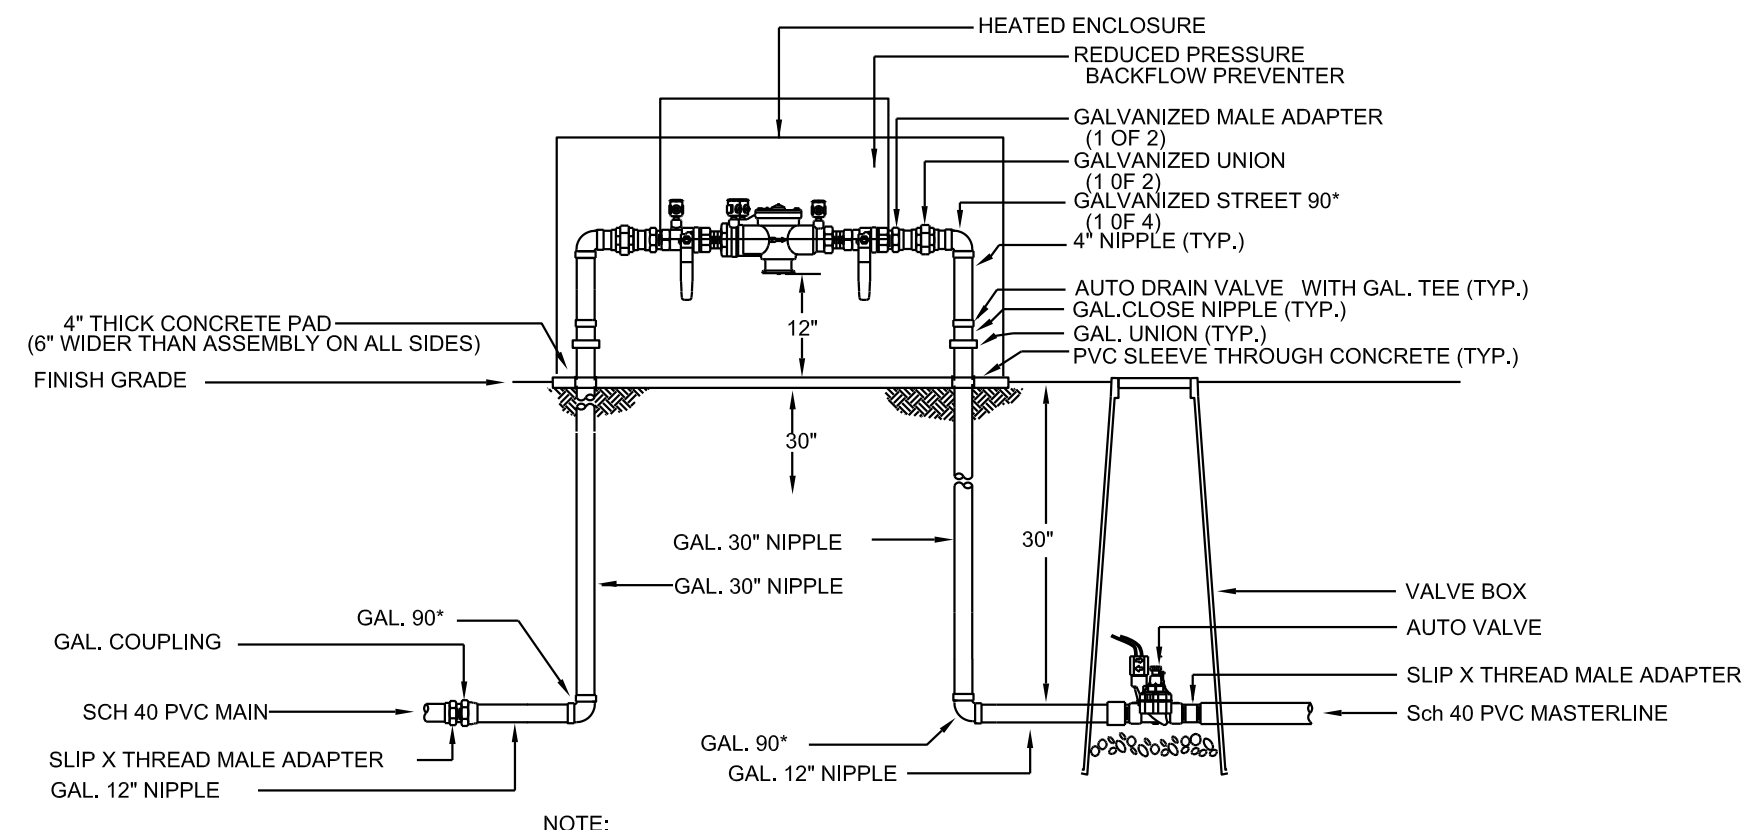 HEATED ENCLOSURE
REDUCED PRESSURE
BACKFLOW PREVENTER
GALVANIZED MALE ADAPTER
(1 OF 2)
GALVANIZED UNION
(1 0F 2)
GALVANIZED STREET 90*
(1 0F 4)
4" NIPPLE (TYP.)
AUTO DRAIN VALVE WITH GAL. TEE (TYP.)
GAL.CLOSE NIPPLE (TYP.)
GAL. UNION (TYP.)
PVC SLEEVE THROUGH CONCRETE (TYP.)
12"
4" THICK CONCRETE PAD
(6" WIDER THAN ASSEMBLY ON ALL SIDES)
FINISH GRADE
30"
30"
GAL. 30" NIPPLE
GAL. 30" NIPPLE
GAL. 90*
GAL. COUPLING
SCH 40 PVC MAIN
SLIP X THREAD MALE ADAPTER
GAL. 12" NIPPLE
GAL. 90*
GAL. 12" NIPPLE
VALVE BOX
AUTO VALVE
SLIP X THREAD MALE ADAPTER
Sch 40 PVC MASTERLINE
NOTE: